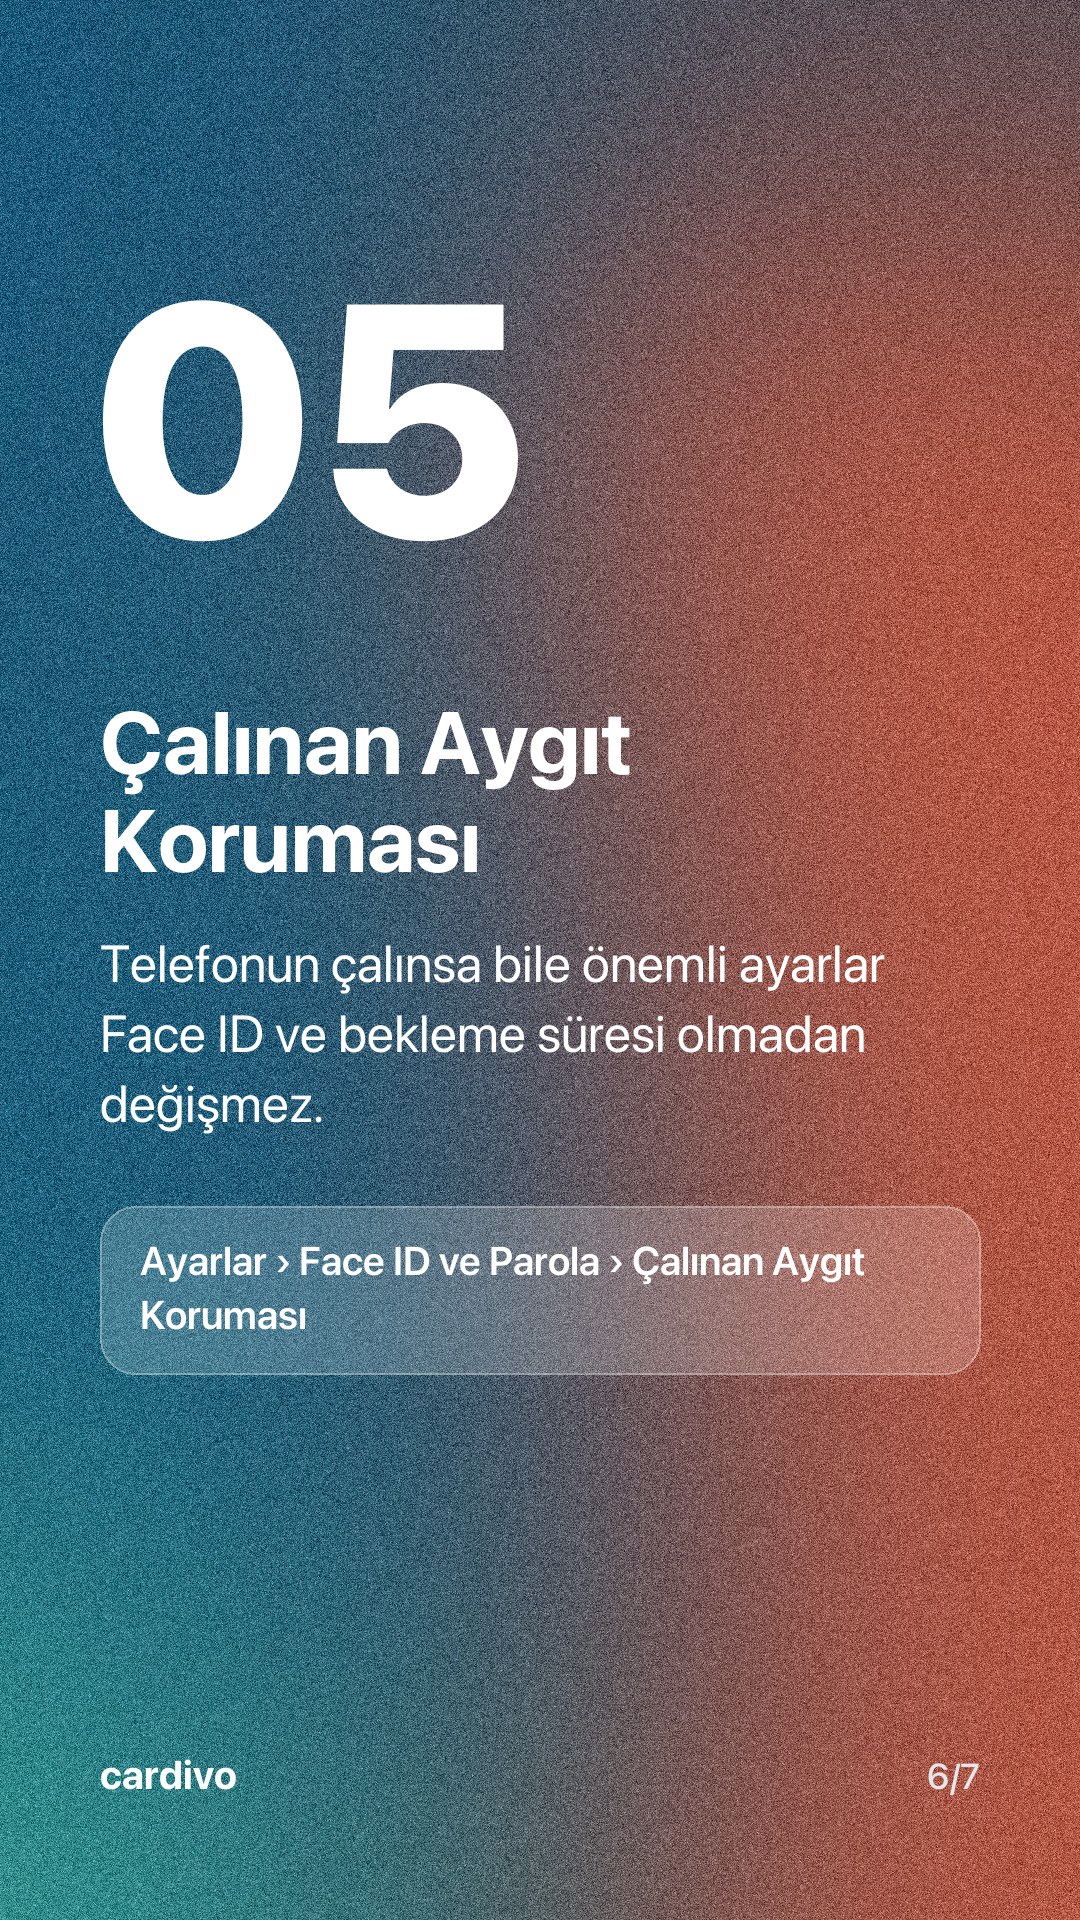 05
Çalınan Aygıt
Koruması
Telefonun çalınsa bile önemli ayarlar
Face ID ve bekleme süresi olmadan
değişmez.
Ayarlar › Face ID ve Parola › Çalınan Aygıt
Koruması
cardivo
6/7